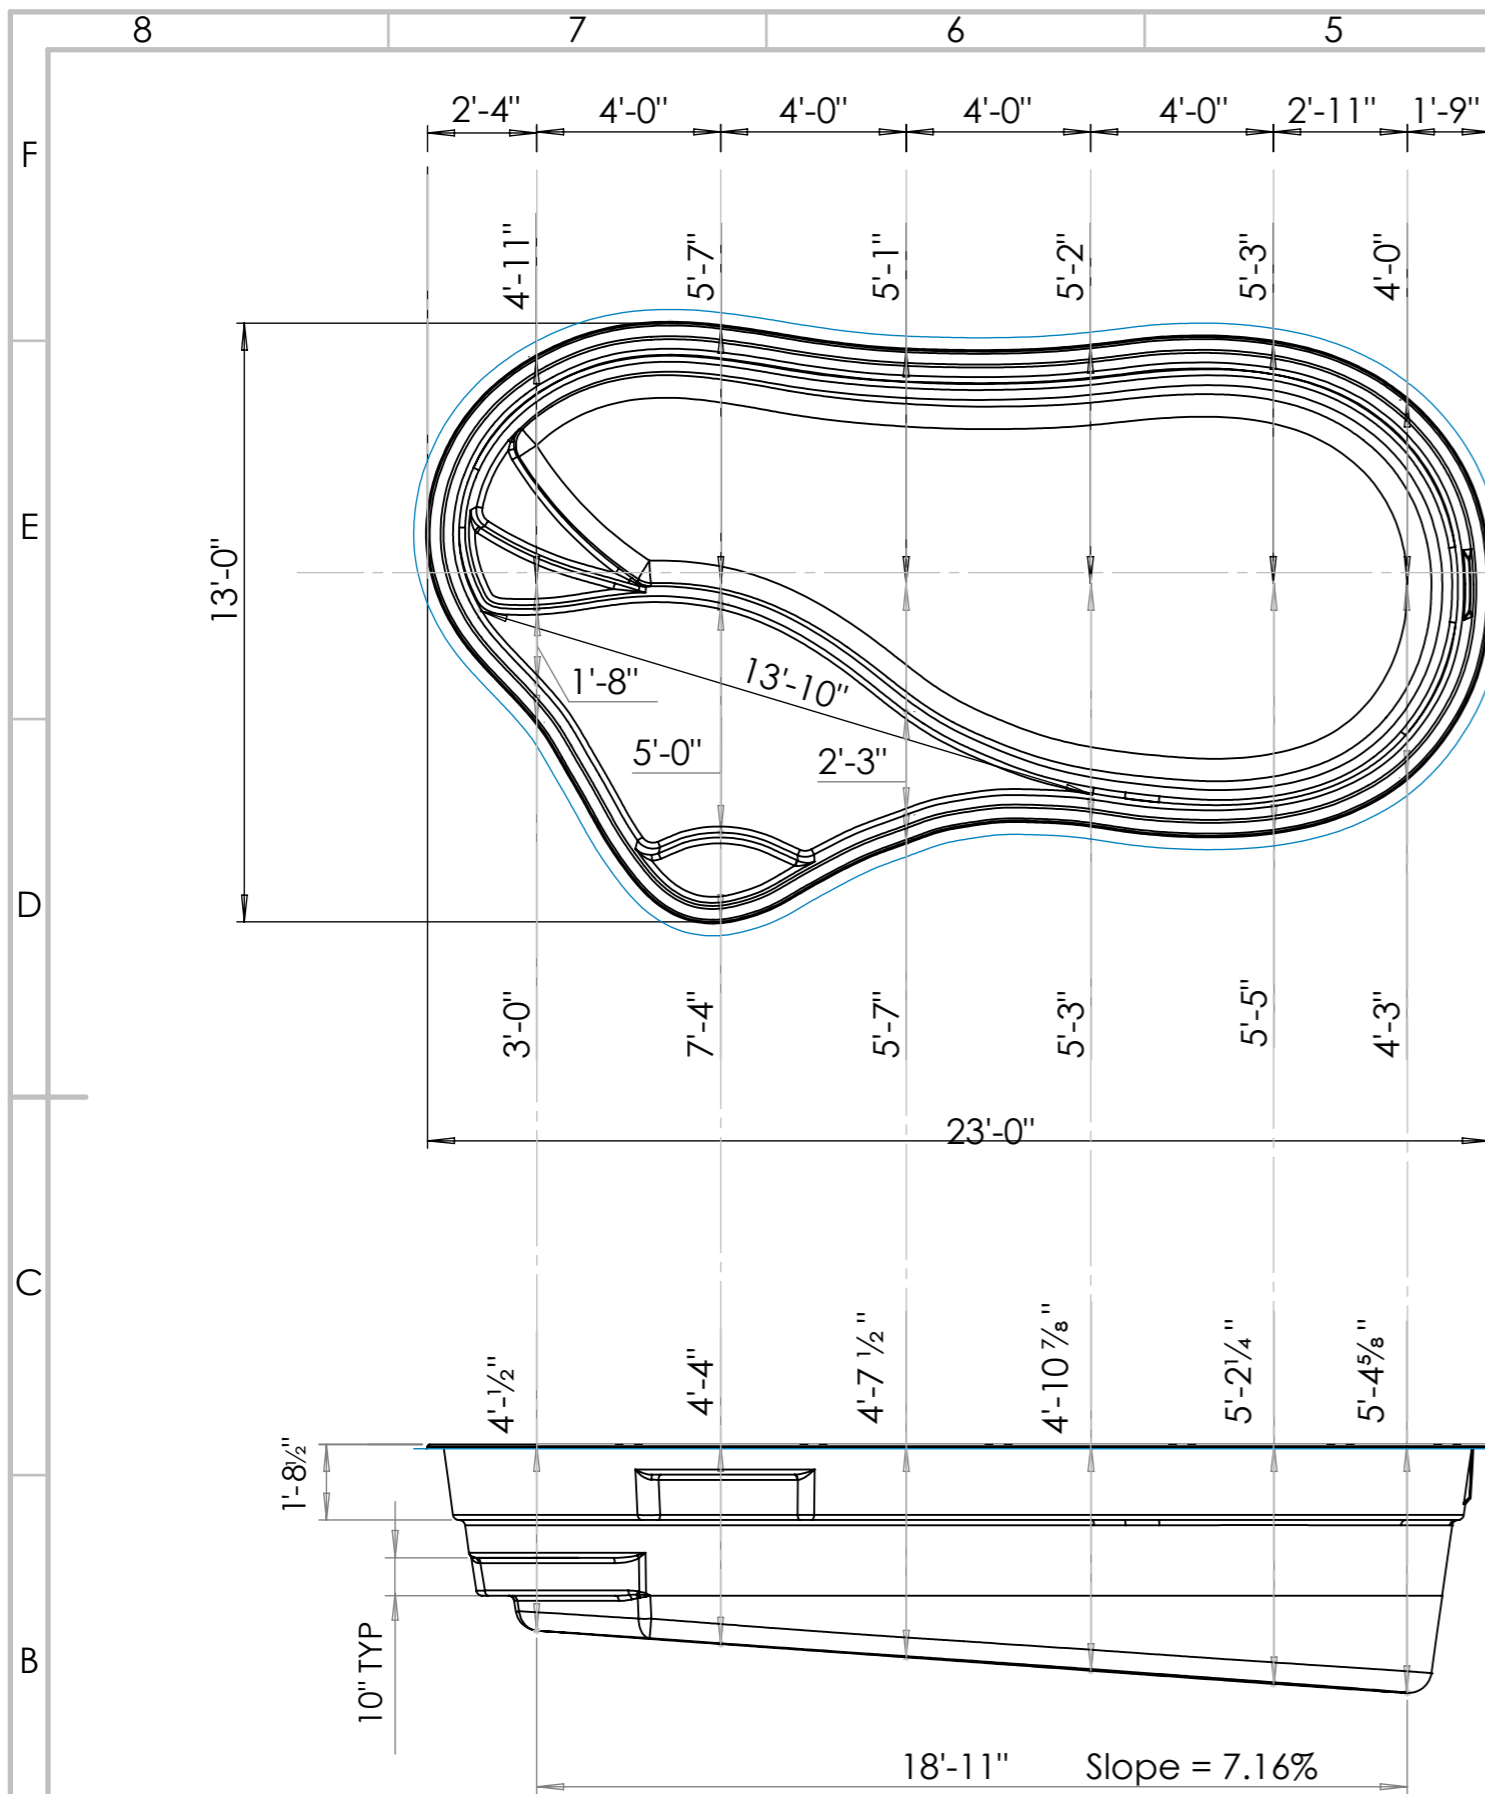 8 7 6 5
2'-4" 4'-0" 4'-0" 4'-0" 4'-0" 2'-11" 1'-9"
F
4'-11" 5'-7" 5'-1" 5'-2" 5'-3" 4'-0"
E
13'-0"
1'-8"
13'-10"
5'-0"
2'-3"
D
3'-0" 7'-4" 5'-7" 5'-3" 5'-5" 4'-3"
23'-0"
C
4'-½" 4'-4" 4'-7 ½" 4'-10 ⅞" 5'-2¼" 5'-4⅝"
1'-8½"
10" TYP
B
18'-11" Slope = 7.16%